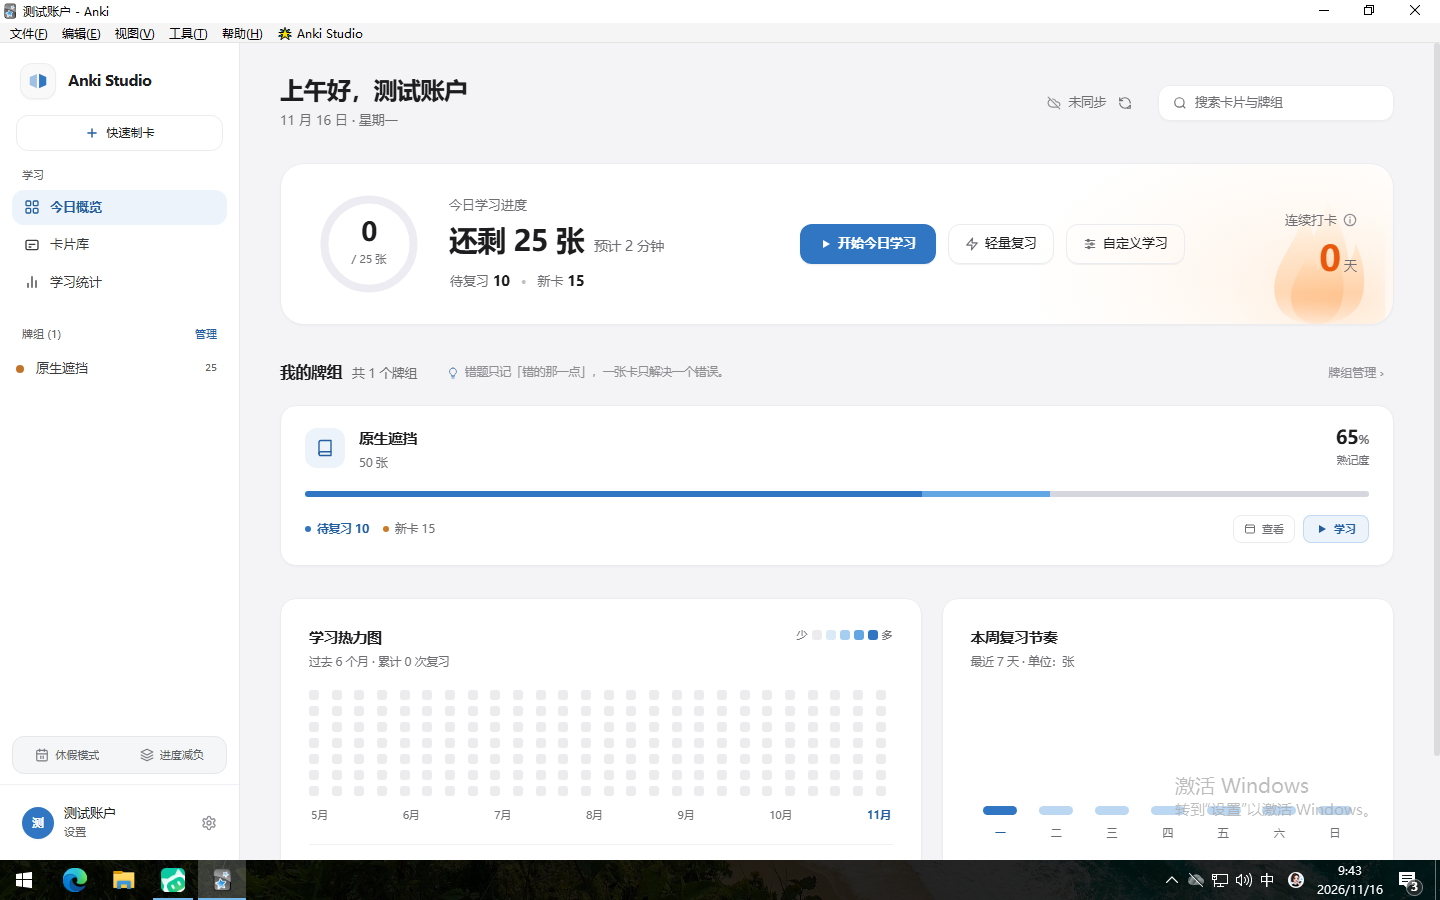 测试账户 - Anki
文件(F) 编辑(E) 视图(V) 工具(T) 帮助(H) Anki Studio
Anki Studio
快速制卡
学习
今日概览
卡片库
学习统计
牌组 (1) 管理
原生遮挡 25
休假模式 进度减负
测 测试账户
设置
上午好，测试账户
11 月 16 日 · 星期一
未同步
搜索卡片与牌组
0
/ 25 张
今日学习进度
还剩 25 张 预计 2 分钟
待复习 10 • 新卡 15
开始今日学习 轻量复习 自定义学习
连续打卡
0 天
我的牌组 共 1 个牌组 错题只记「错的那一点」，一张卡只解决一个错误。 牌组管理 ›
原生遮挡
50 张
65%
熟记度
待复习 10 新卡 15
查看 学习
学习热力图
少 多
过去 6 个月 · 累计 0 次复习
5月 6月 7月 8月 9月 10月 11月
本周复习节奏
最近 7 天 · 单位：张
一 二 三 四 五 六 日
激活 Windows
转到“设置”以激活 Windows。
中
9:43
2026/11/16
3